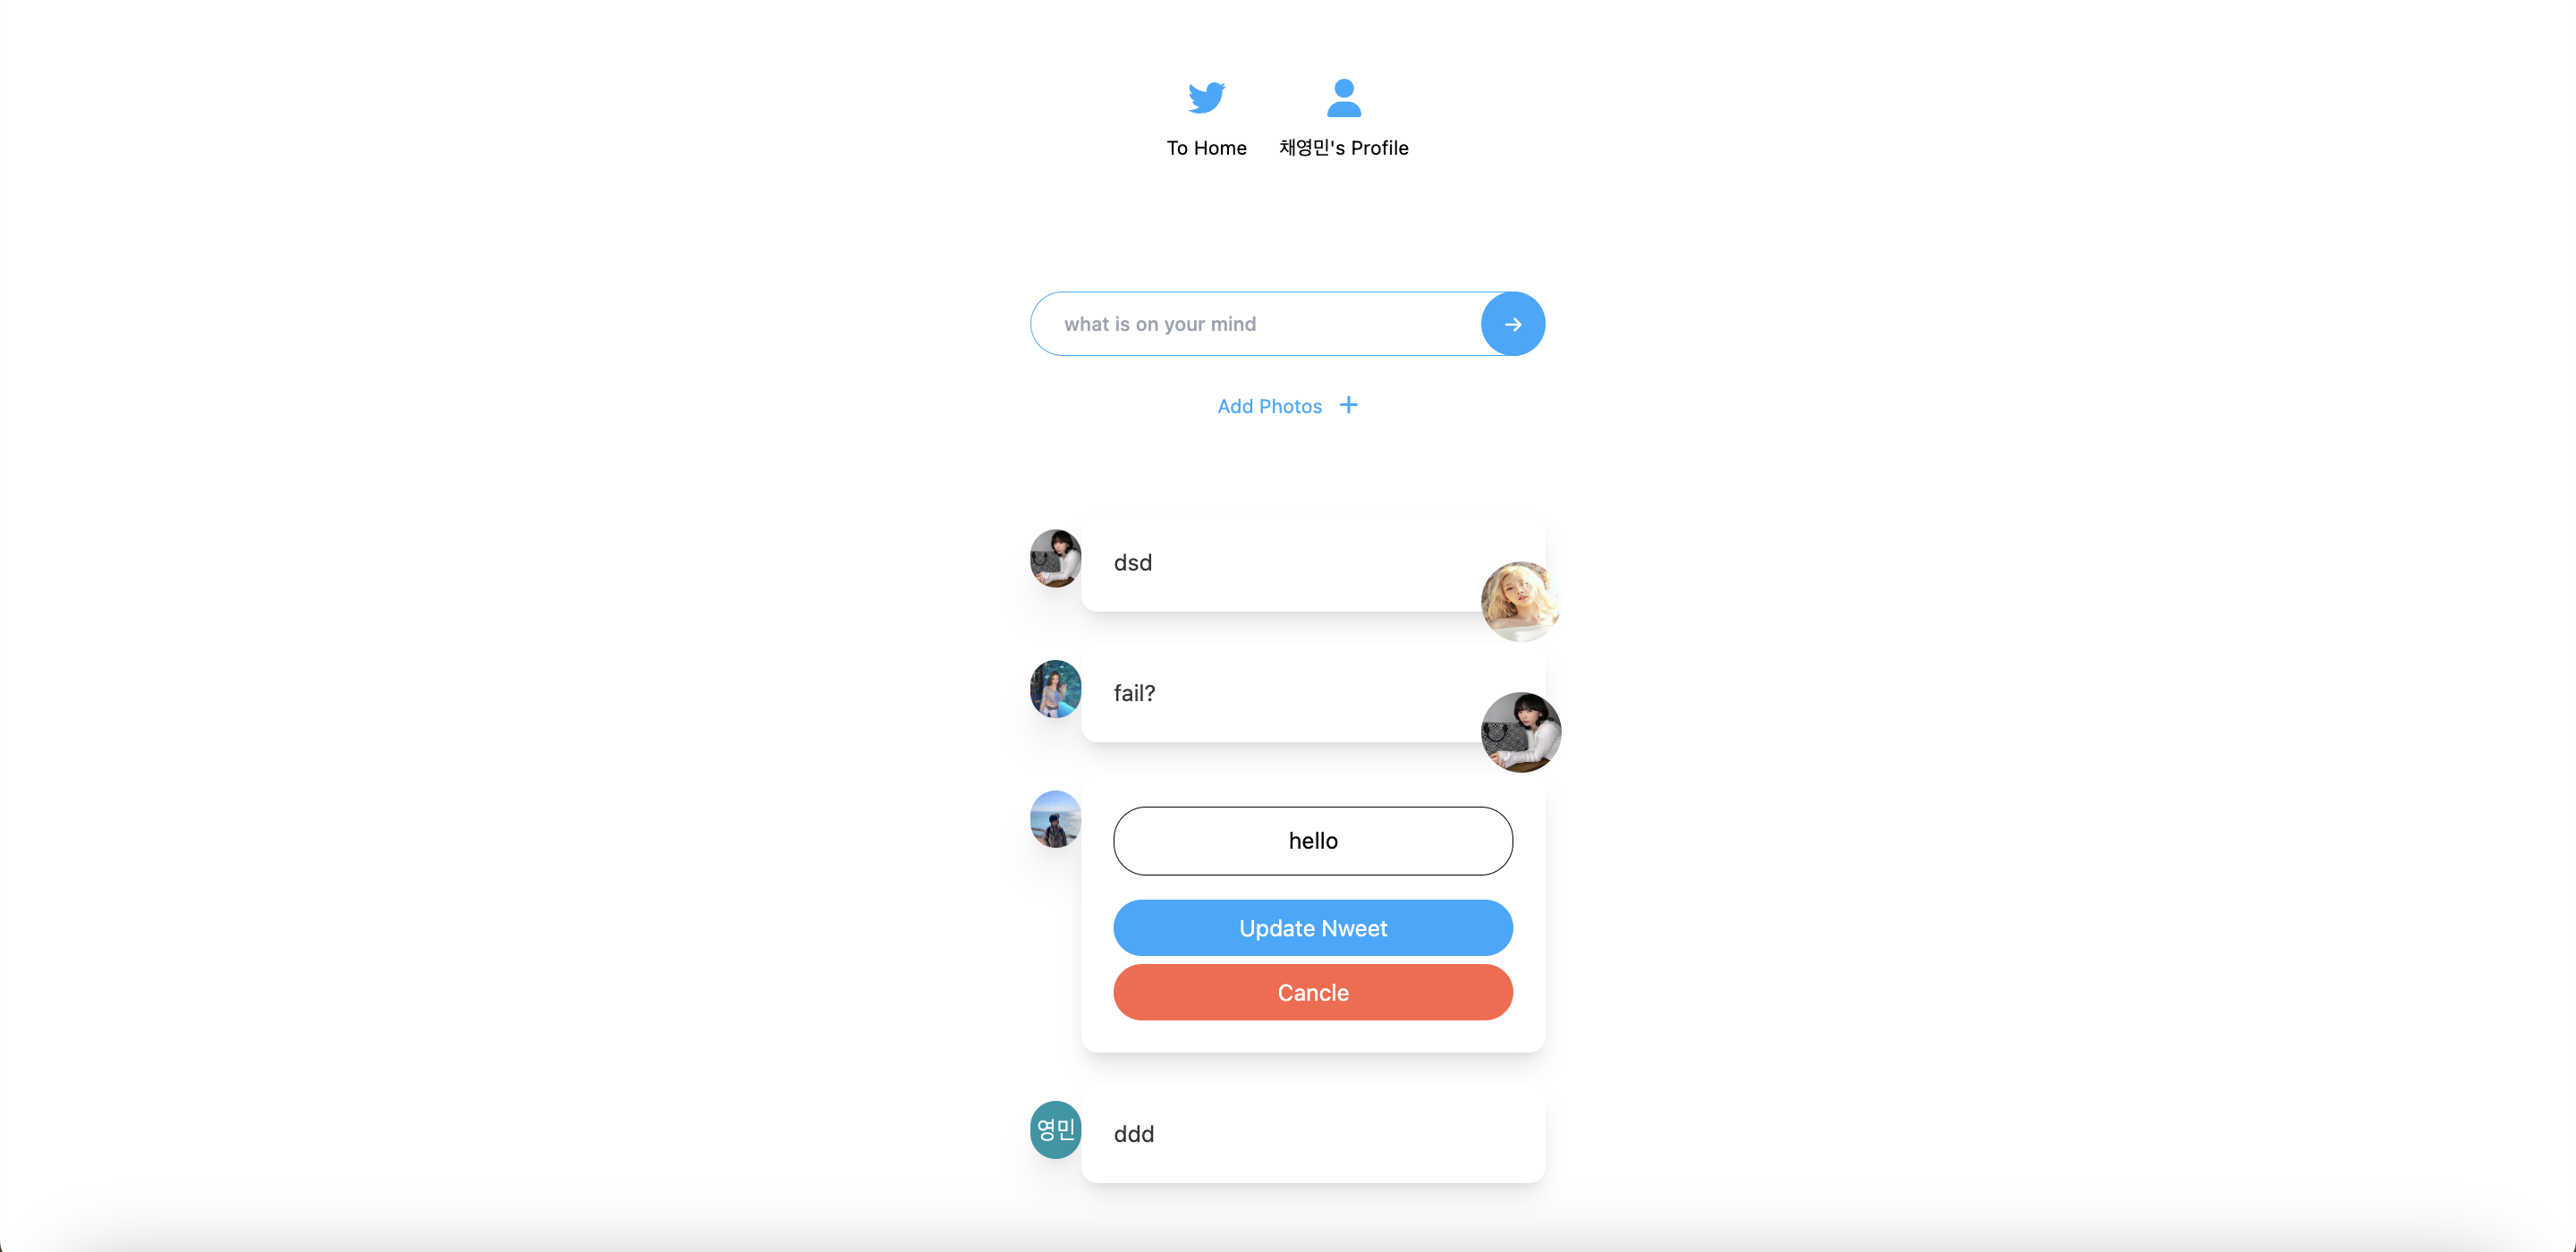 To Home
채영민's Profile
what is on your mind
Add Photos
dsd
fail?
hello
Update Nweet
Cancle
영민
ddd